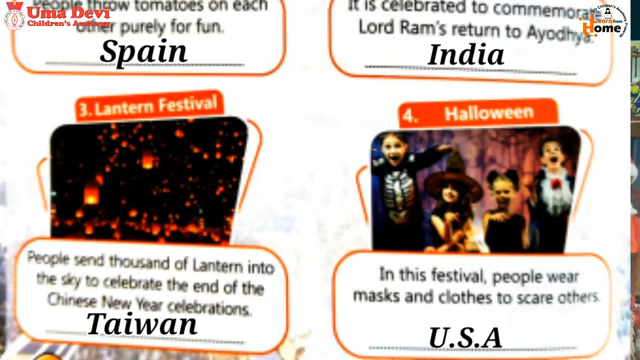 Uma Devi
Children's Academy
Home
People throw tomatoes on each
other purely for fun.
Spain
It is celebrated to commemorate
Lord Ram's return to Ayodhya.
India
3. Lantern Festival
People send thousand of Lantern into
the sky to celebrate the end of the
Chinese New Year celebrations.
Taiwan
4. Halloween
In this festival, people wear
masks and clothes to scare others.
U.S.A